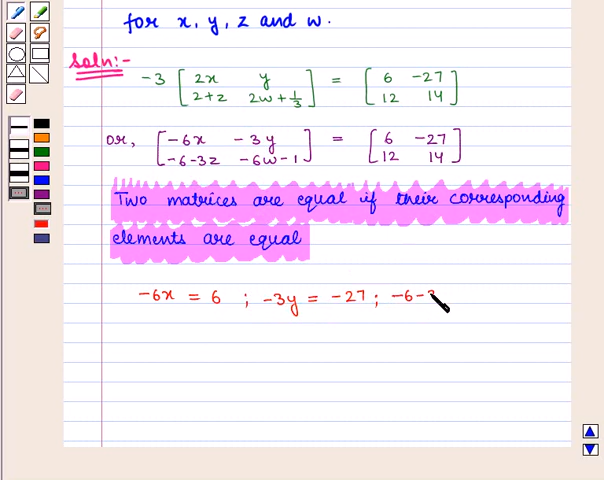 for x, y, z and w.
Soln:-
-3 [ 2x y ] = [ 6 -27 ]
[ 2+z 2w+1/3 ] [ 12 14 ]
or, [ -6x -3y ] = [ 6 -27 ]
[ -6-3z -6w-1 ] [ 12 14 ]
Two matrices are equal if their corresponding
elements are equal
-6x = 6 ; -3y = -27 ; -6-